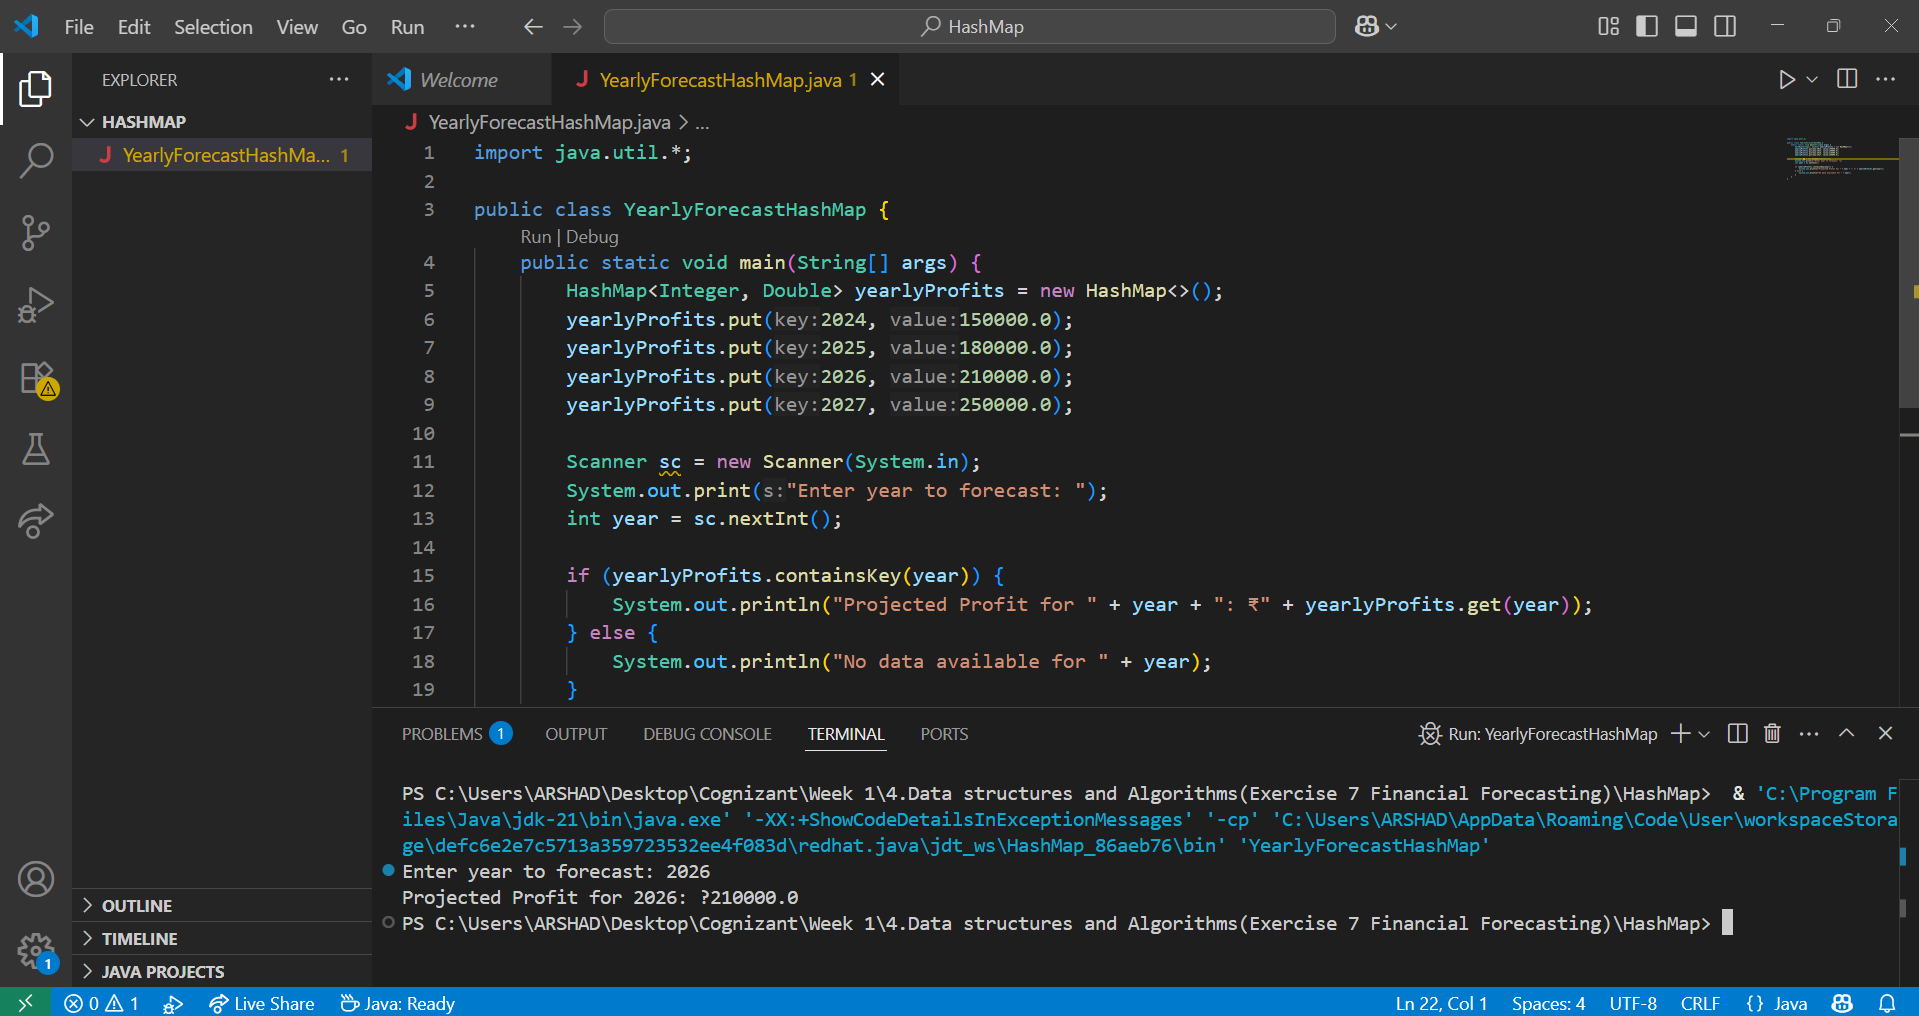 File Edit Selection View Go Run ··· HashMap
EXPLORER ···
HASHMAP
YearlyForecastHashMa... 1
OUTLINE
TIMELINE
JAVA PROJECTS
Welcome YearlyForecastHashMap.java 1
YearlyForecastHashMap.java > ...
1 import java.util.*;
2
3 public class YearlyForecastHashMap {
Run | Debug
4 public static void main(String[] args) {
5 HashMap<Integer, Double> yearlyProfits = new HashMap<>();
6 yearlyProfits.put(key:2024, value:150000.0);
7 yearlyProfits.put(key:2025, value:180000.0);
8 yearlyProfits.put(key:2026, value:210000.0);
9 yearlyProfits.put(key:2027, value:250000.0);
10
11 Scanner sc = new Scanner(System.in);
12 System.out.print(s:"Enter year to forecast: ");
13 int year = sc.nextInt();
14
15 if (yearlyProfits.containsKey(year)) {
16 System.out.println("Projected Profit for " + year + ": ₹" + yearlyProfits.get(year));
17 } else {
18 System.out.println("No data available for " + year);
19 }
PROBLEMS 1 OUTPUT DEBUG CONSOLE TERMINAL PORTS Run: YearlyForecastHashMap
PS C:\Users\ARSHAD\Desktop\Cognizant\Week 1\4.Data structures and Algorithms(Exercise 7 Financial Forecasting)\HashMap> & 'C:\Program F
iles\Java\jdk-21\bin\java.exe' '-XX:+ShowCodeDetailsInExceptionMessages' '-cp' 'C:\Users\ARSHAD\AppData\Roaming\Code\User\workspaceStora
ge\defc6e2e7c5713a359723532ee4f083d\redhat.java\jdt_ws\HashMap_86aeb76\bin' 'YearlyForecastHashMap'
Enter year to forecast: 2026
Projected Profit for 2026: ?210000.0
PS C:\Users\ARSHAD\Desktop\Cognizant\Week 1\4.Data structures and Algorithms(Exercise 7 Financial Forecasting)\HashMap>
1
0 1 Live Share Java: Ready Ln 22, Col 1 Spaces: 4 UTF-8 CRLF {} Java